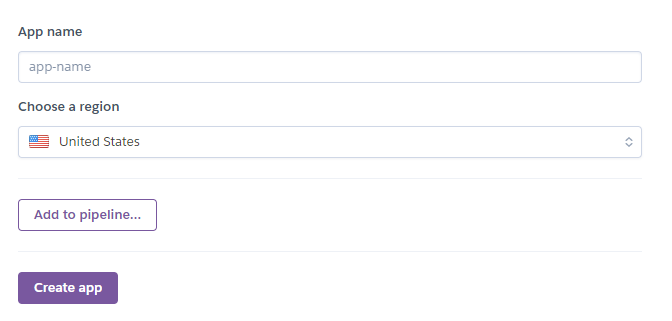 App name
app-name
Choose a region
United States
Add to pipeline...
Create app